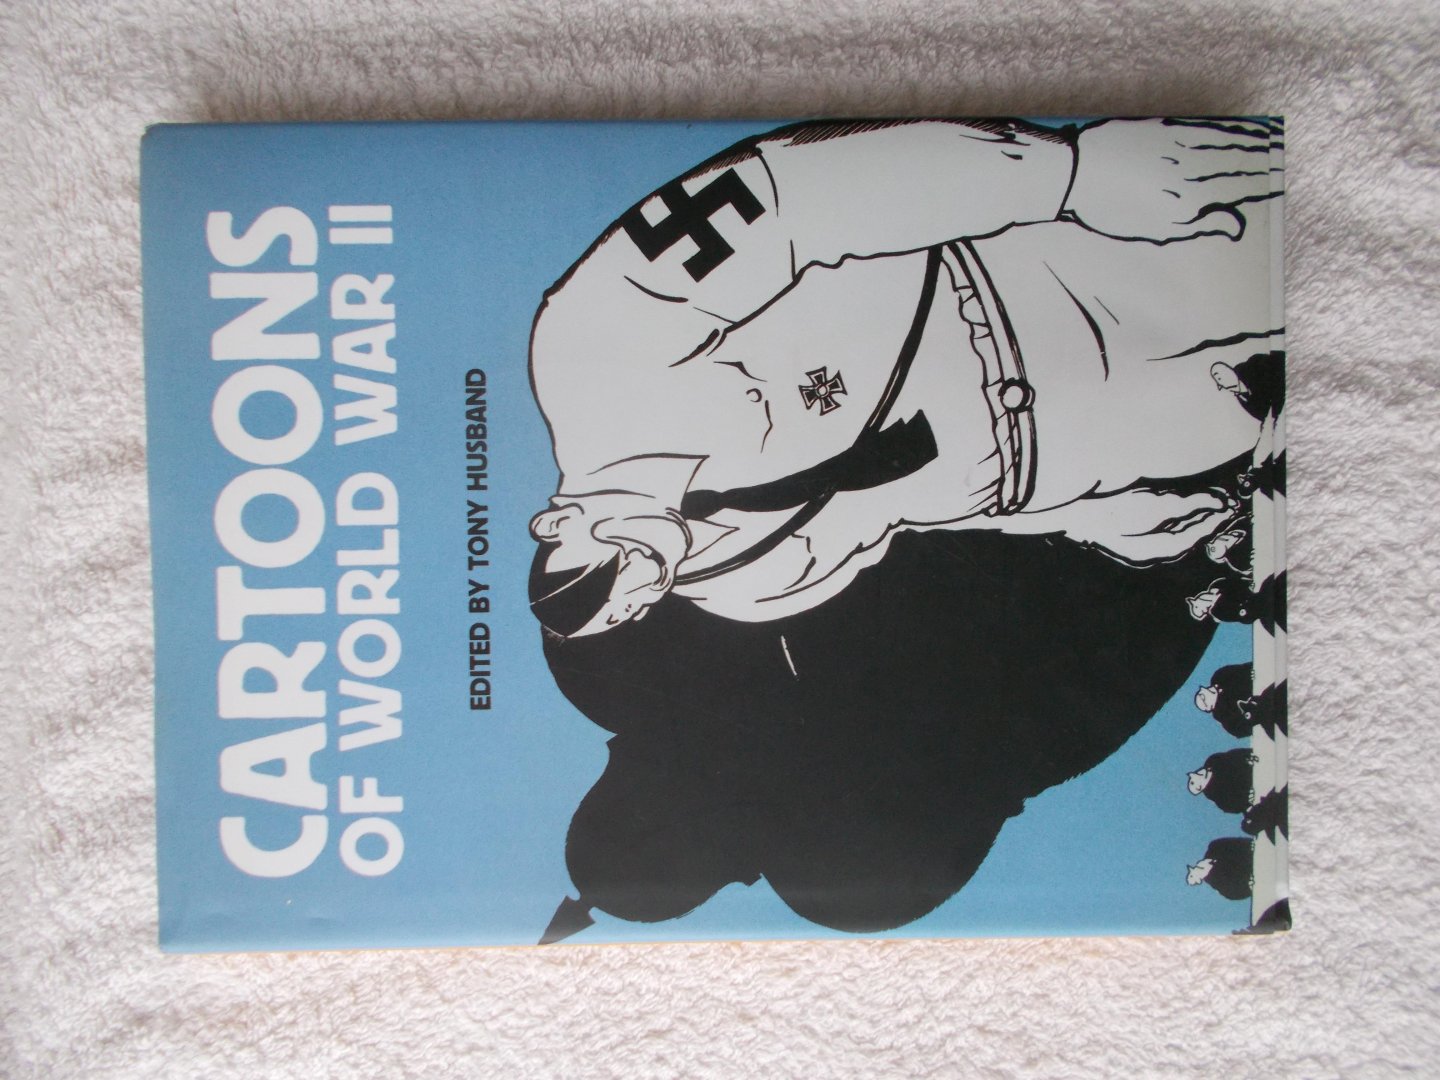 CARTOONS
OF WORLD WAR II
EDITED BY TONY HUSBAND